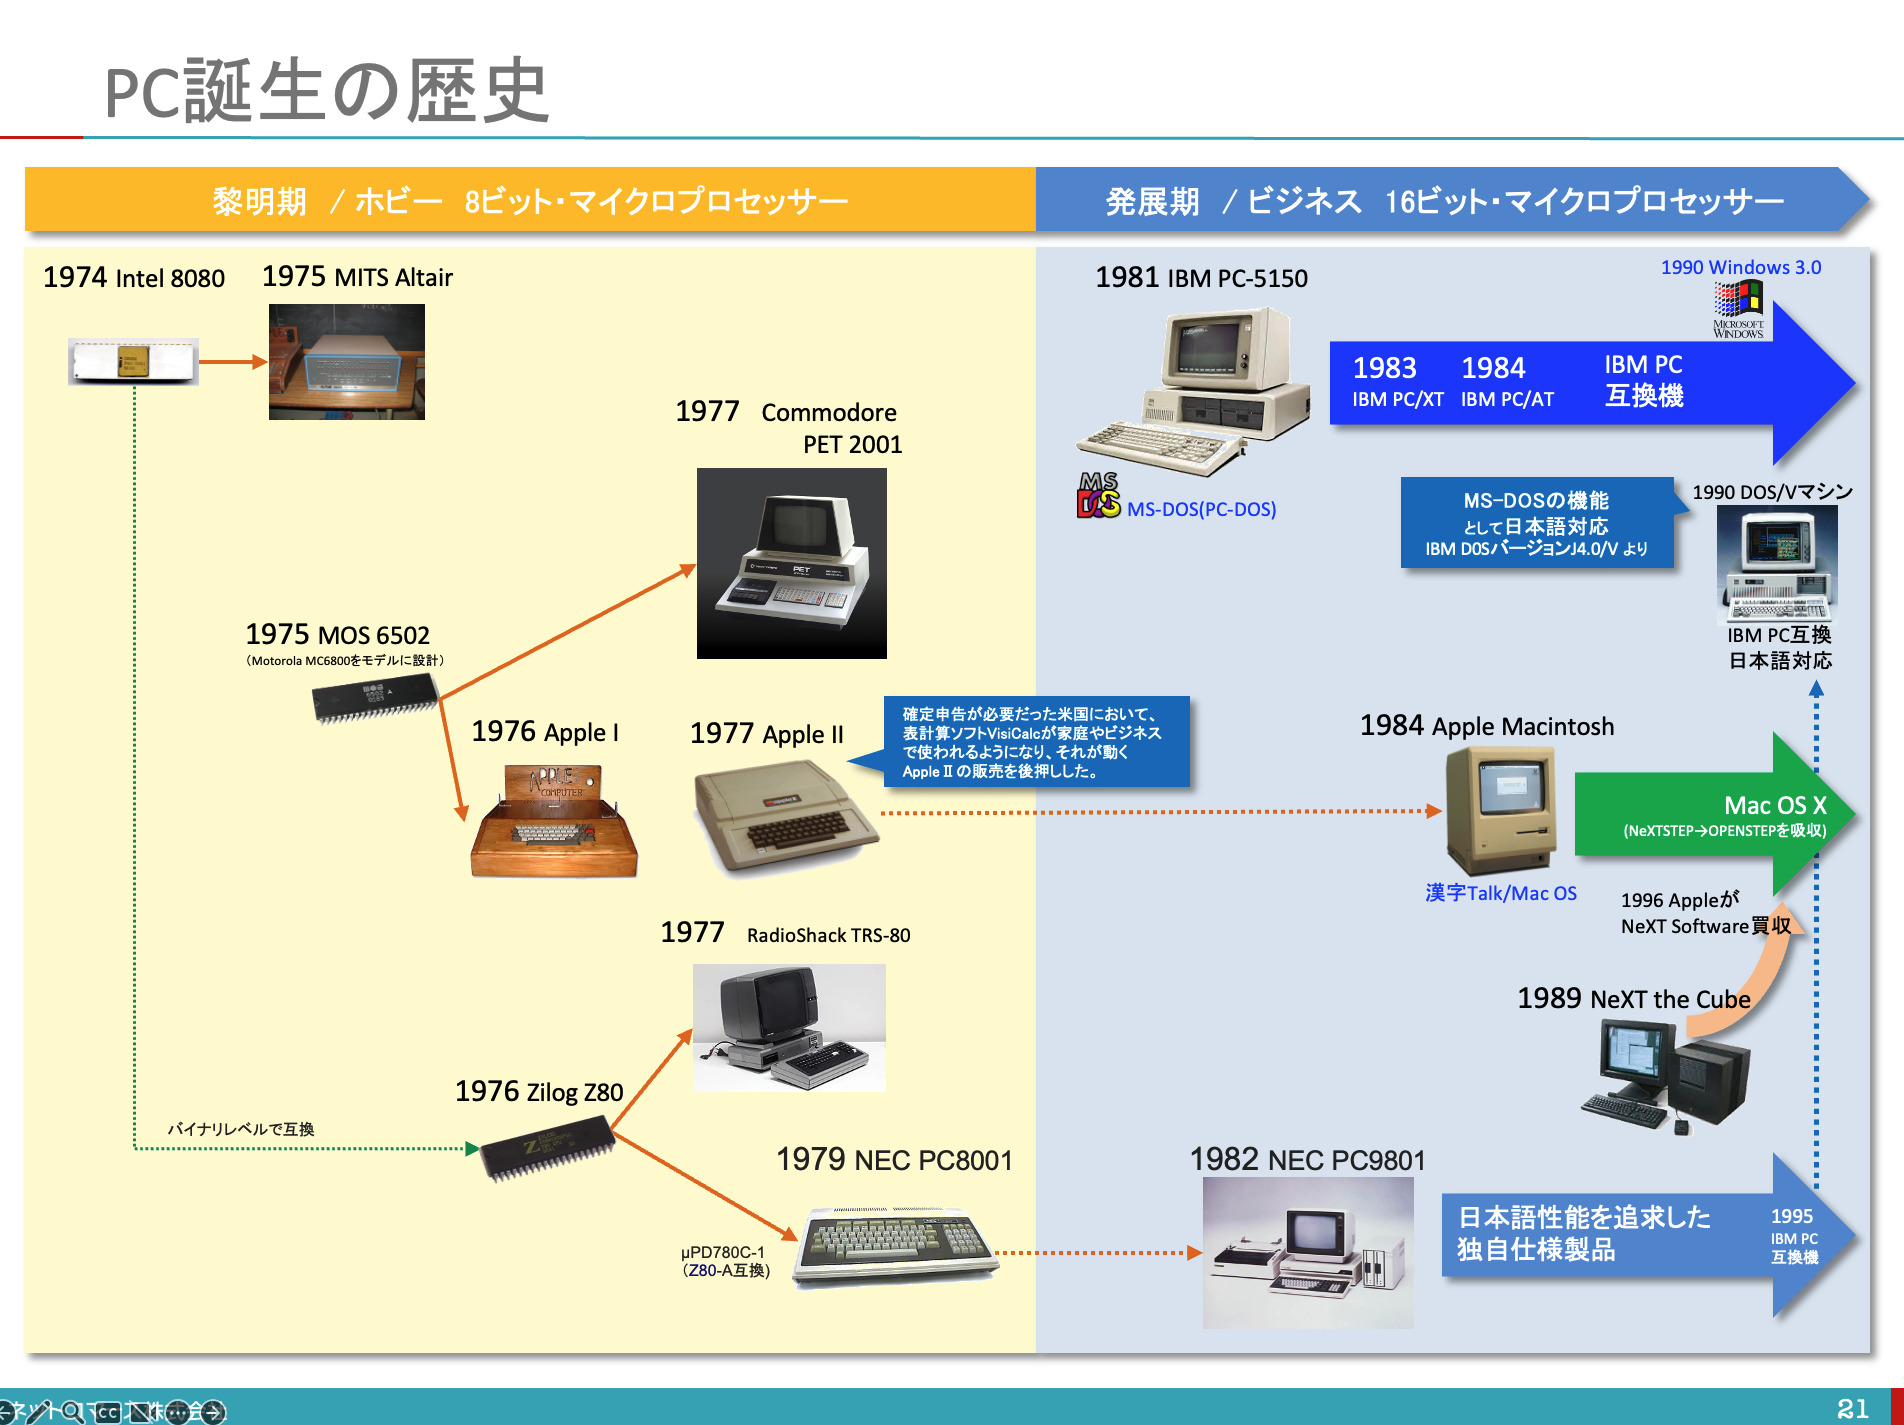 PC誕生の歴史
黎明期 / ホビー 8ビット・マイクロプロセッサー
発展期 / ビジネス 16ビット・マイクロプロセッサー
1974 Intel 8080
1975 MITS Altair
1977 Commodore
PET 2001
PET
1975 MOS 6502
(Motorola MC6800をモデルに設計)
1976 Apple I
APPLE
COMPUTER
1977 Apple II
確定申告が必要だった米国において、
表計算ソフトVisiCalcが家庭やビジネス
で使われるようになり、それが動く
Apple II の販売を後押しした。
1977 RadioShack TRS-80
1976 Zilog Z80
バイナリレベルで互換
1979 NEC PC8001
μPD780C-1
(Z80-A互換)
1981 IBM PC-5150
MS
DOS
MS-DOS(PC-DOS)
1990 Windows 3.0
MICROSOFT
WINDOWS
1983
IBM PC/XT
1984
IBM PC/AT
IBM PC
互換機
MS-DOSの機能
として日本語対応
IBM DOSバージョンJ4.0/V より
1990 DOS/Vマシン
IBM PC互換
日本語対応
1984 Apple Macintosh
漢字Talk/Mac OS
Mac OS X
(NeXTSTEP→OPENSTEPを吸収)
1996 Appleが
NeXT Software買収
1989 NeXT the Cube
1982 NEC PC9801
日本語性能を追求した
独自仕様製品
1995
IBM PC
互換機
21